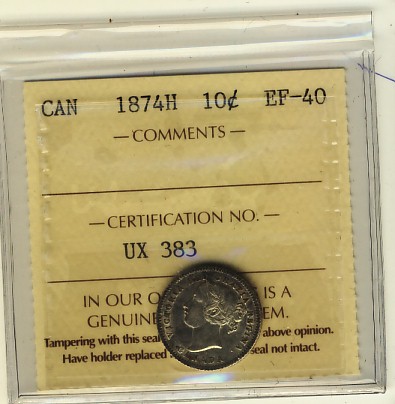 CAN 1874H 10¢ EF-40
— COMMENTS —
— CERTIFICATION NO. —
UX 383
IN OUR IS A
GENUINE
Tampering with this above opinion.
Have holder replaced seal not intact.
VICTORIA